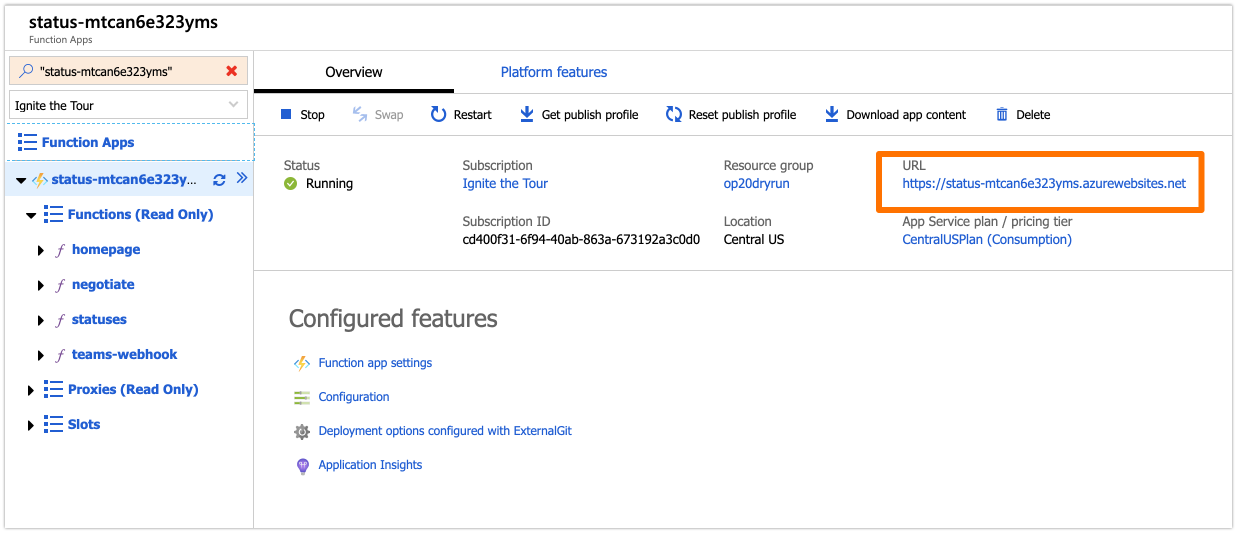 status-mtcan6e323yms
Function Apps
"status-mtcan6e323yms"
Ignite the Tour
Function Apps
status-mtcan6e323y...
Functions (Read Only)
homepage
negotiate
statuses
teams-webhook
Proxies (Read Only)
Slots
Overview Platform features
Stop Swap Restart Get publish profile Reset publish profile Download app content Delete
Status Subscription Resource group URL
Running Ignite the Tour op20dryrun https://status-mtcan6e323yms.azurewebsites.net
Subscription ID Location App Service plan / pricing tier
cd400f31-6f94-40ab-863a-673192a3c0d0 Central US CentralUSPlan (Consumption)
Configured features
Function app settings
Configuration
Deployment options configured with ExternalGit
Application Insights